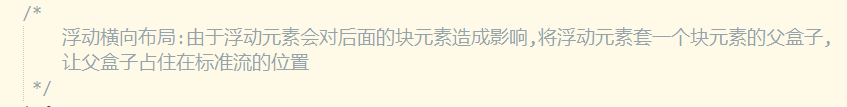 /*
浮动横向布局:由于浮动元素会对后面的块元素造成影响,将浮动元素套一个块元素的父盒子,
让父盒子占住在标准流的位置
*/